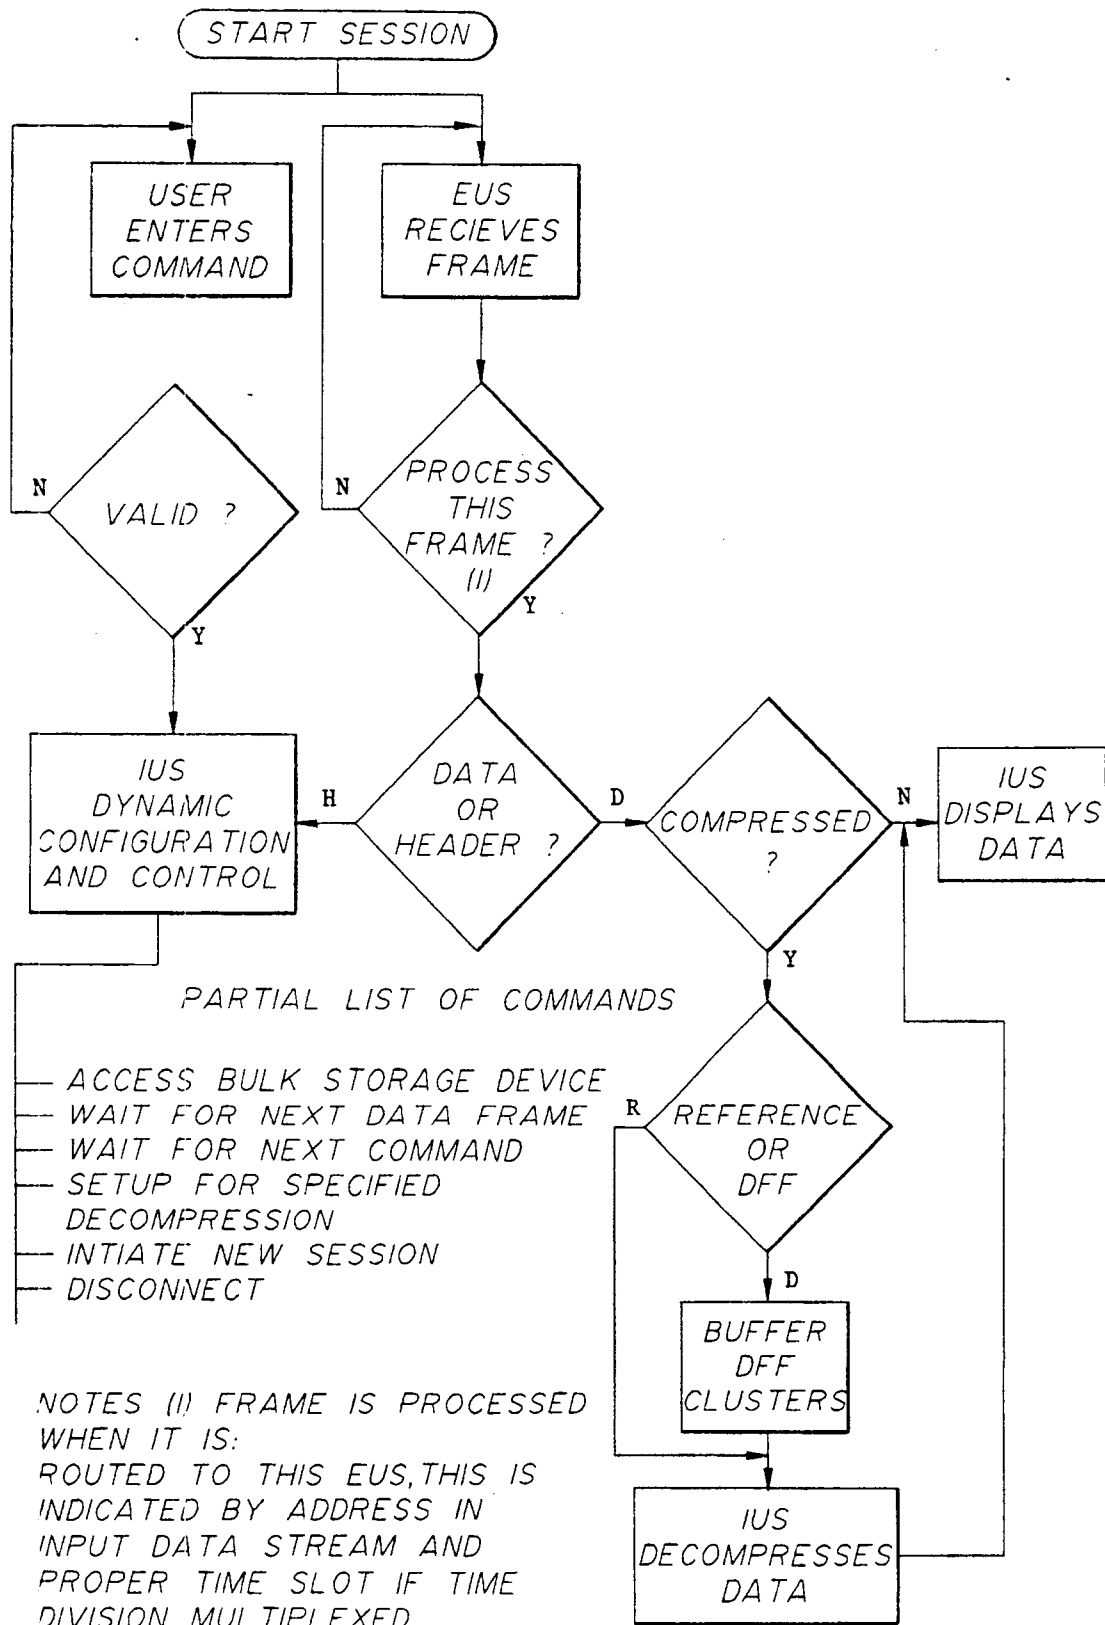 START SESSION
USER
ENTERS
COMMAND
EUS
RECIEVES
FRAME
VALID ?
N
Y
PROCESS
THIS
FRAME ?
(1)
N
Y
IUS
DYNAMIC
CONFIGURATION
AND CONTROL
H
DATA
OR
HEADER ?
D
COMPRESSED
?
N
Y
IUS
DISPLAYS
DATA
PARTIAL LIST OF COMMANDS
ACCESS BULK STORAGE DEVICE
WAIT FOR NEXT DATA FRAME
WAIT FOR NEXT COMMAND
SETUP FOR SPECIFIED
DECOMPRESSION
INTIATE NEW SESSION
DISCONNECT
R
REFERENCE
OR
DFF
D
BUFFER
DFF
CLUSTERS
IUS
DECOMPRESSES
DATA
NOTES (1) FRAME IS PROCESSED
WHEN IT IS:
ROUTED TO THIS EUS, THIS IS
INDICATED BY ADDRESS IN
INPUT DATA STREAM AND
PROPER TIME SLOT IF TIME
DIVISION MULTIPLEXED